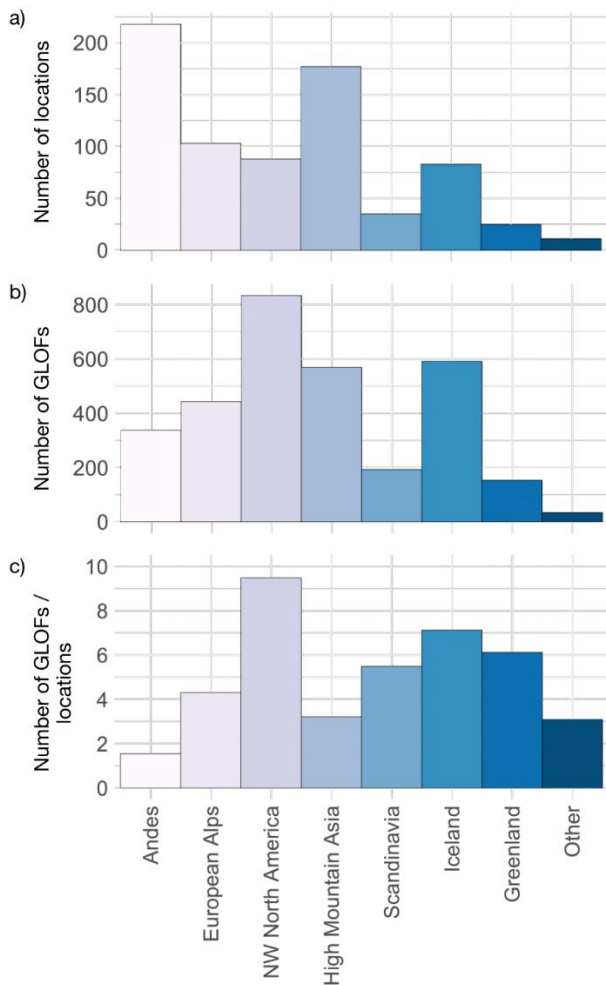 a)
Number of locations
200
150
100
50
0
b)
Number of GLOFs
800
600
400
200
0
c)
Number of GLOFs /
locations
10
8
6
4
2
0
Andes
European Alps
NW North America
High Mountain Asia
Scandinavia
Iceland
Greenland
Other